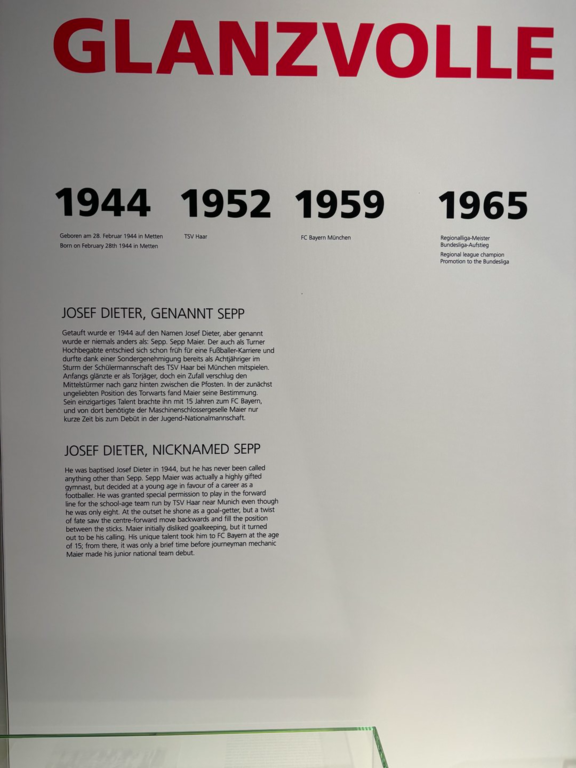 GLANZVOLLE
1944
Geboren am 28. Februar 1944 in Metten
Born on February 28th 1944 in Metten
1952
TSV Haar
1959
FC Bayern München
1965
Regionalliga-Meister
Bundesliga-Aufstieg
Regional league champion
Promotion to the Bundesliga
JOSEF DIETER, GENANNT SEPP
Getauft wurde er 1944 auf den Namen Josef Dieter, aber genannt
wurde er niemals anders als: Sepp. Sepp Maier. Der auch als Turner
Hochbegabte entschied sich schon früh für eine Fußballer-Karriere und
durfte dank einer Sondergenehmigung bereits als Achtjähriger im
Sturm der Schülermannschaft des TSV Haar bei München mitspielen.
Anfangs glänzte er als Torjäger, doch ein Zufall verschlug den
Mittelstürmer nach ganz hinten zwischen die Pfosten. In der zunächst
ungeliebten Position des Torwarts fand Maier seine Bestimmung.
Sein einzigartiges Talent brachte ihn mit 15 Jahren zum FC Bayern,
und von dort benötigte der Maschinenschlossergeselle Maier nur
kurze Zeit bis zum Debüt in der Jugend-Nationalmannschaft.
JOSEF DIETER, NICKNAMED SEPP
He was baptised Josef Dieter in 1944, but he has never been called
anything other than Sepp. Sepp Maier was actually a highly gifted
gymnast, but decided at a young age in favour of a career as a
footballer. He was granted special permission to play in the forward
line for the school-age team run by TSV Haar near Munich even though
he was only eight. At the outset he shone as a goal-getter, but a twist
of fate saw the centre-forward move backwards and fill the position
between the sticks. Maier initially disliked goalkeeping, but it turned
out to be his calling. His unique talent took him to FC Bayern at the age
of 15; from there, it was only a brief time before journeyman mechanic
Maier made his junior national team debut.